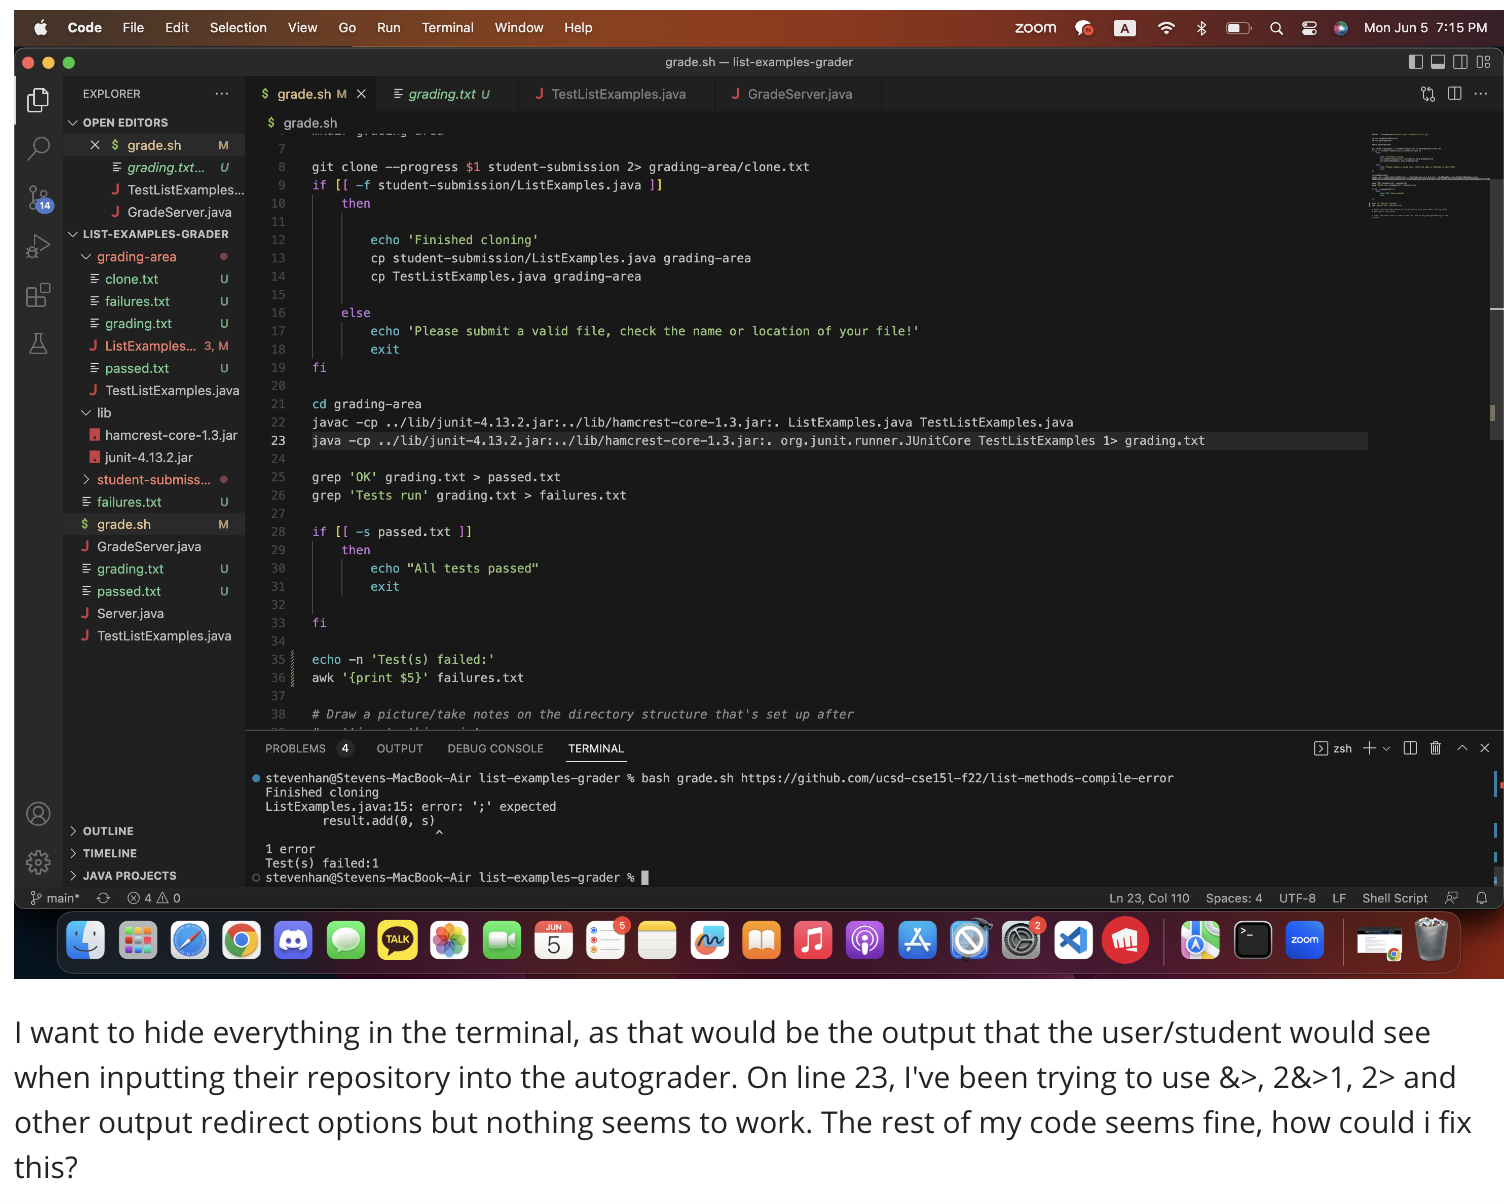 Code File Edit Selection View Go Run Terminal Window Help zoom A Mon Jun 5 7:15 PM
grade.sh — list-examples-grader
EXPLORER ...
$ grade.sh M
grading.txt U
J TestListExamples.java
J GradeServer.java
OPEN EDITORS
$ grade.sh M
grading.txt... U
J TestListExamples...
J GradeServer.java
LIST-EXAMPLES-GRADER
grading-area
clone.txt U
failures.txt U
grading.txt U
J ListExamples... 3, M
passed.txt U
J TestListExamples.java
lib
hamcrest-core-1.3.jar
junit-4.13.2.jar
student-submiss...
failures.txt U
$ grade.sh M
J GradeServer.java
grading.txt U
passed.txt U
J Server.java
J TestListExamples.java
OUTLINE
TIMELINE
JAVA PROJECTS
14
$ grade.sh
mkdir grading-area
7
8 git clone --progress $1 student-submission 2> grading-area/clone.txt
9 if [[ -f student-submission/ListExamples.java ]]
10 then
11
12 echo 'Finished cloning'
13 cp student-submission/ListExamples.java grading-area
14 cp TestListExamples.java grading-area
15
16 else
17 echo 'Please submit a valid file, check the name or location of your file!'
18 exit
19 fi
20
21 cd grading-area
22 javac -cp ../lib/junit-4.13.2.jar:../lib/hamcrest-core-1.3.jar:. ListExamples.java TestListExamples.java
23 java -cp ../lib/junit-4.13.2.jar:../lib/hamcrest-core-1.3.jar:. org.junit.runner.JUnitCore TestListExamples 1> grading.txt
24
25 grep 'OK' grading.txt > passed.txt
26 grep 'Tests run' grading.txt > failures.txt
27
28 if [[ -s passed.txt ]]
29 then
30 echo "All tests passed"
31 exit
32
33 fi
34
35 echo -n 'Test(s) failed:'
36 awk '{print $5}' failures.txt
37
38 # Draw a picture/take notes on the directory structure that's set up after
PROBLEMS 4 OUTPUT DEBUG CONSOLE TERMINAL zsh
stevenhan@Stevens-MacBook-Air list-examples-grader % bash grade.sh https://github.com/ucsd-cse15l-f22/list-methods-compile-error
Finished cloning
ListExamples.java:15: error: ';' expected
result.add(0, s)
^
1 error
Test(s) failed:1
stevenhan@Stevens-MacBook-Air list-examples-grader %
main* 4 0 Ln 23, Col 110 Spaces: 4 UTF-8 LF Shell Script
TALK JUN 5 5 2 zoom
I want to hide everything in the terminal, as that would be the output that the user/student would see
when inputting their repository into the autograder. On line 23, I've been trying to use &>, 2&>1, 2> and
other output redirect options but nothing seems to work. The rest of my code seems fine, how could i fix
this?